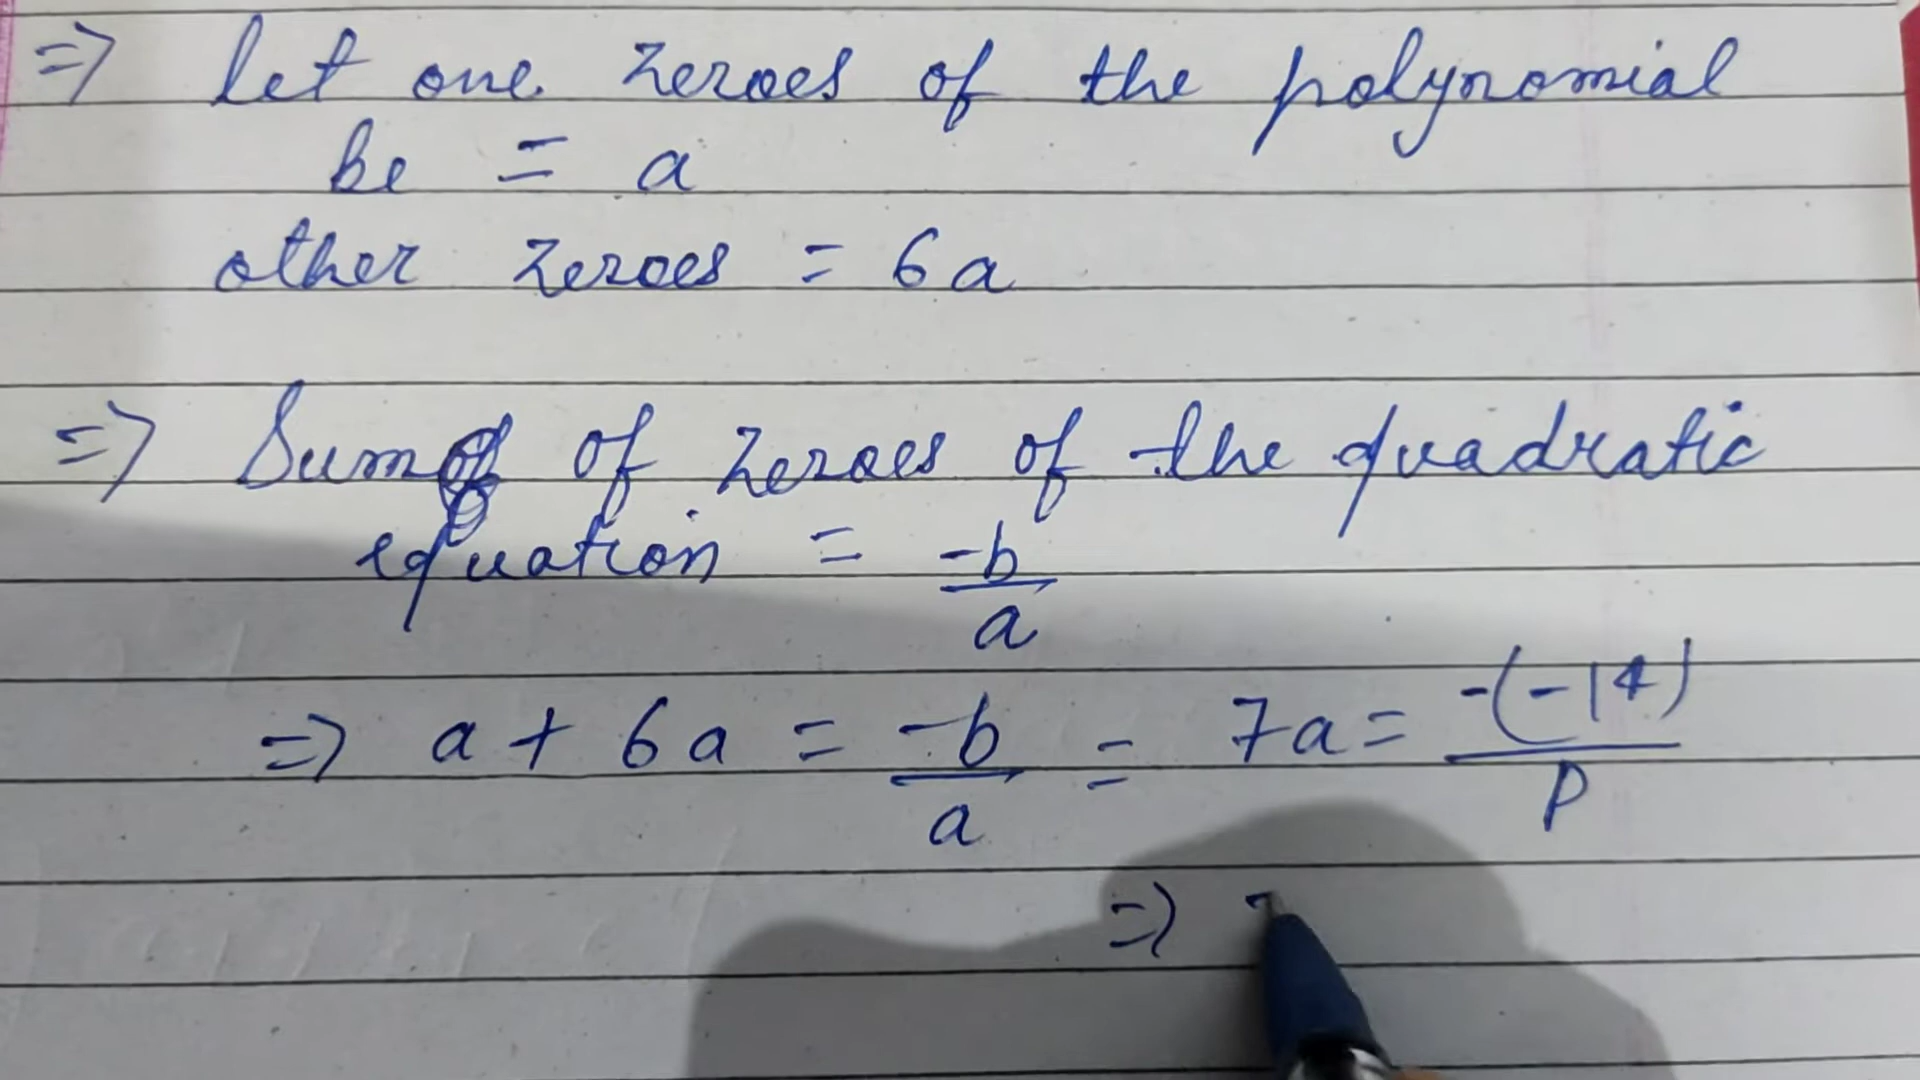 => let one zeroes of the polynomial
be = a
other zeroes = 6a
=> Sum of zeroes of the quadratic
equation = -b/a
=> a + 6a = -b/a = 7a = -(-14)/P
=>